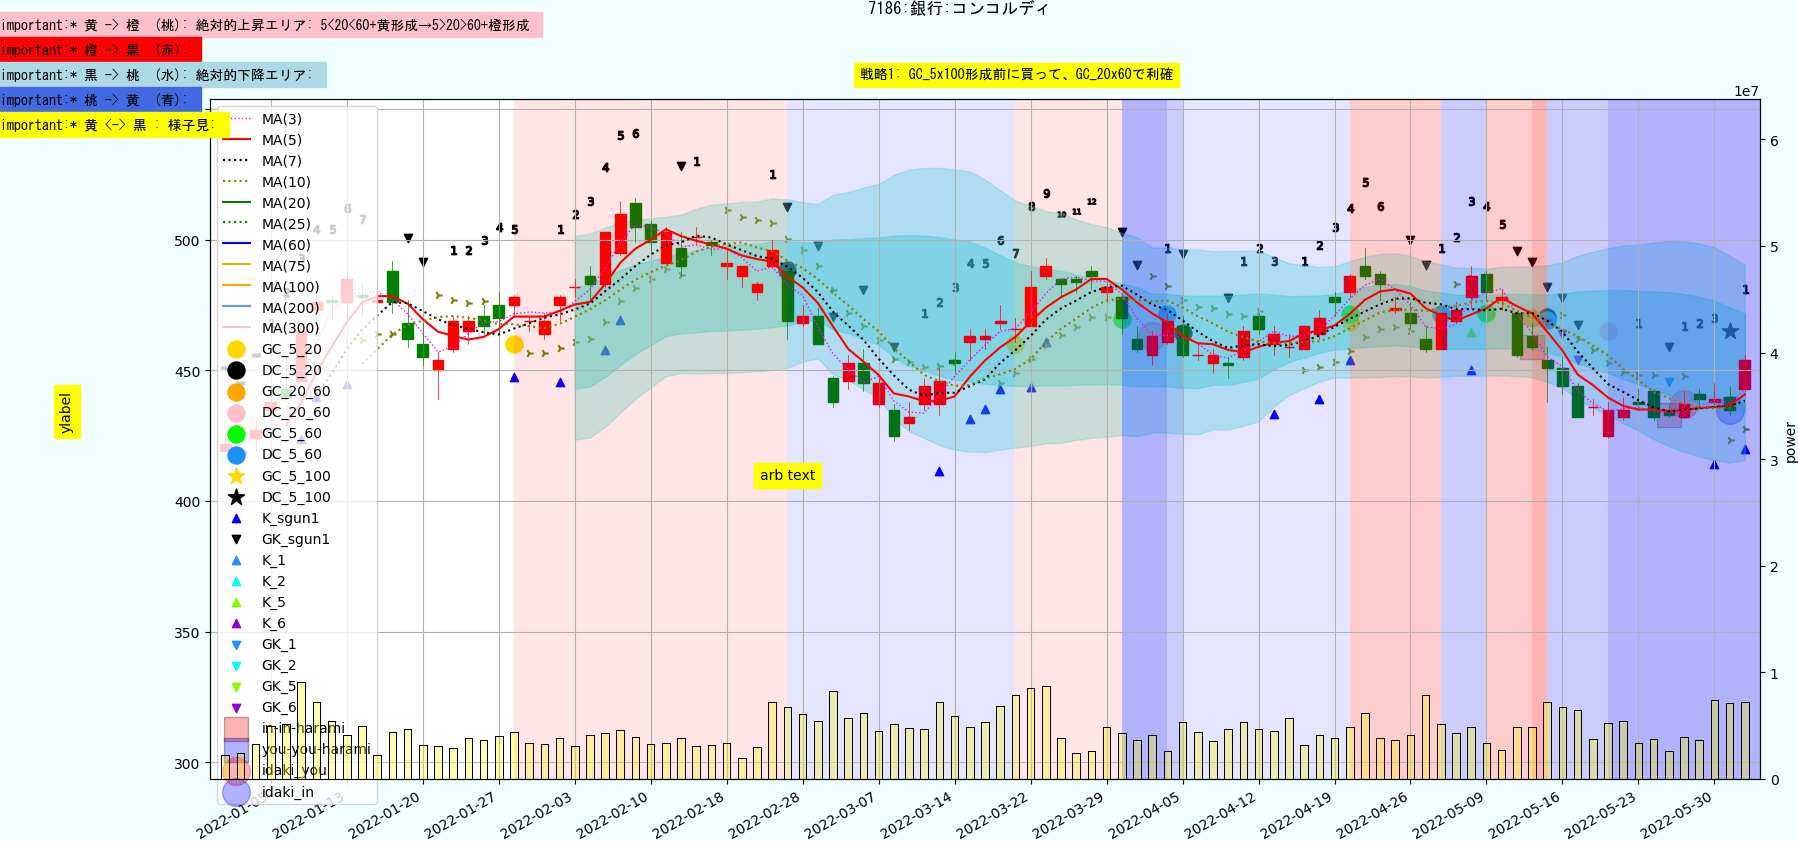 7186:銀行:コンコルディ
important:* 黄 -> 橙 (桃): 絶対的上昇エリア: 5<20<60+黄形成→5>20>60+橙形成
important:* 橙 -> 黒 (赤):
important:* 黒 -> 桃 (水): 絶対的下降エリア:
important:* 桃 -> 黄 (青):
important:* 黄 <-> 黒 : 様子見:
戦略1: GC_5x100形成前に買って、GC_20x60で利確
1e7
MA(3)
MA(5)
MA(7)
MA(10)
MA(20)
MA(25)
MA(60)
MA(75)
MA(100)
MA(200)
MA(300)
GC_5_20
DC_5_20
GC_20_60
DC_20_60
GC_5_60
DC_5_60
GC_5_100
DC_5_100
K_sgun1
GK_sgun1
K_1
K_2
K_5
K_6
GK_1
GK_2
GK_5
GK_6
in-in-harami
you-you-harami
idaki_you
idaki_in
arb text
ylabel
power
500
450
400
350
300
6
5
4
3
2
1
0
2022-01-05
2022-01-13
2022-01-20
2022-01-27
2022-02-03
2022-02-10
2022-02-18
2022-02-28
2022-03-07
2022-03-14
2022-03-22
2022-03-29
2022-04-05
2022-04-12
2022-04-19
2022-04-26
2022-05-09
2022-05-16
2022-05-23
2022-05-30